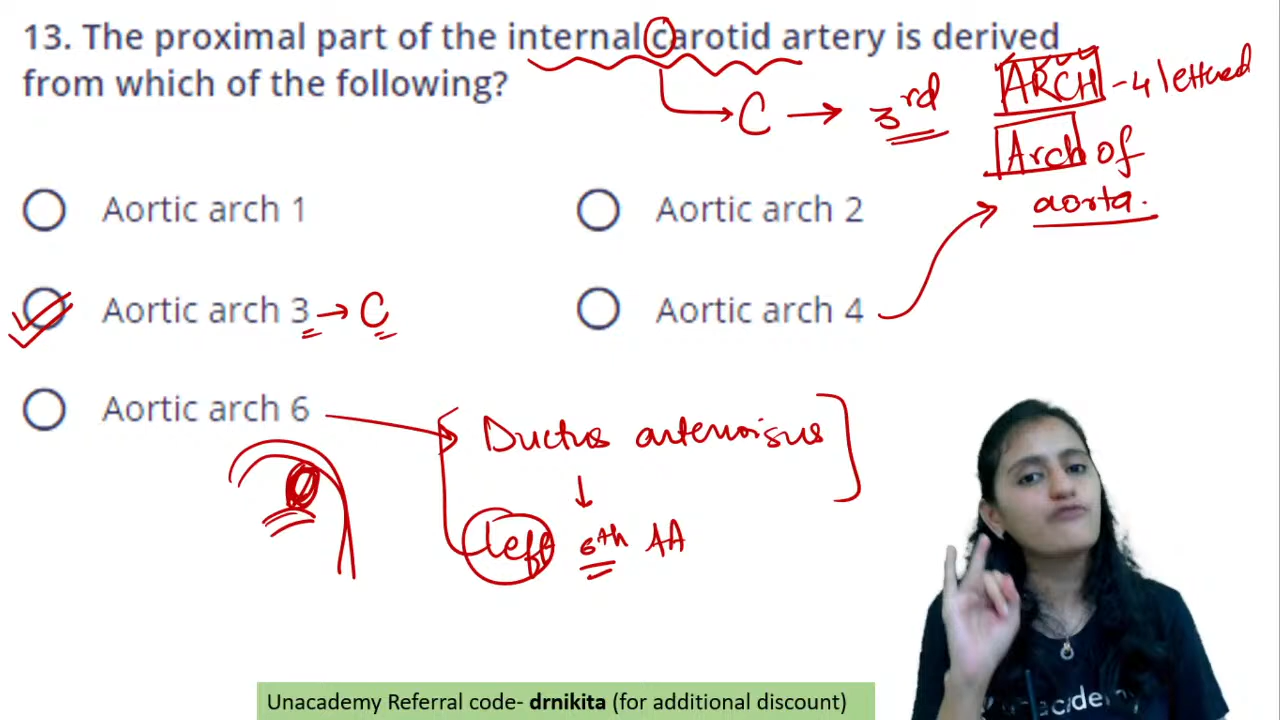 13. The proximal part of the internal carotid artery is derived
from which of the following?
C → 3rd
ARCH - 4 lettered
Arch of
aorta.
Aortic arch 1
Aortic arch 2
Aortic arch 3 → C
Aortic arch 4
Aortic arch 6
Ductus arterioisus
left 6th AA
Unacademy Referral code- drnikita (for additional discount)